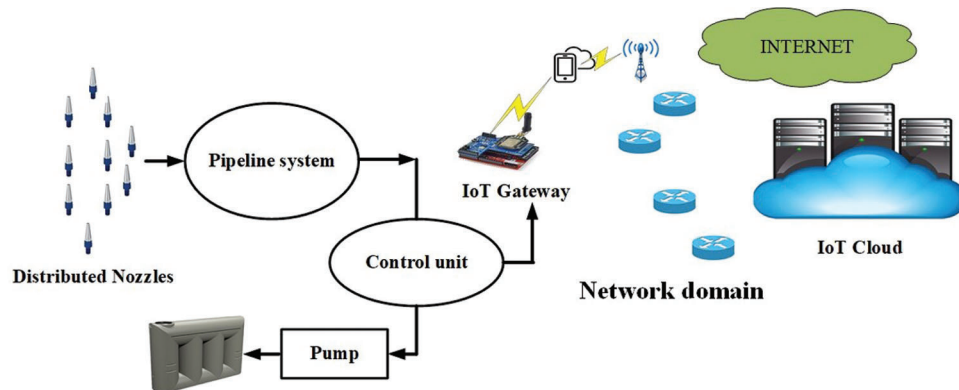 INTERNET
Pipeline system
IoT Gateway
IoT Cloud
Control unit
Distributed Nozzles
Network domain
Pump